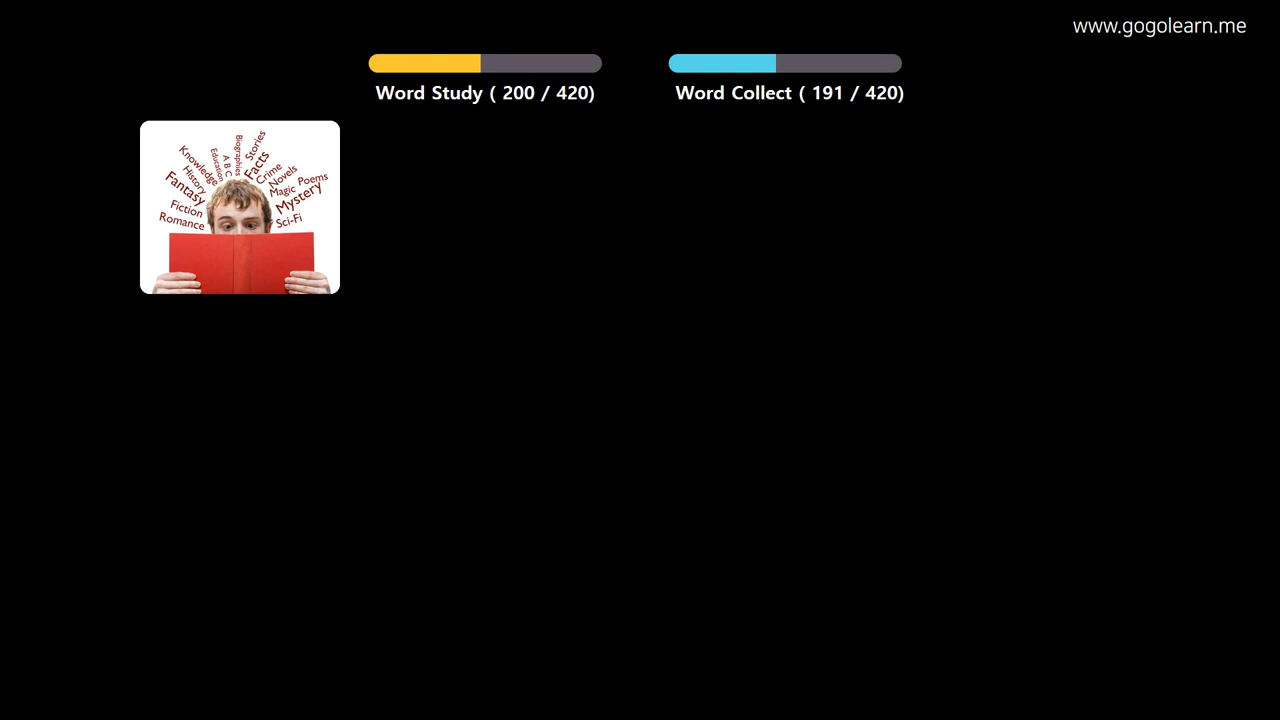 www.gogolearn.me
Word Study ( 200 / 420)
Word Collect ( 191 / 420)
Stories
Biographies
Facts
A B C
Education
Knowledge
Crime
History
Novels
Poems
Magic
Fantasy
Mystery
Fiction
Romance
Sci-Fi